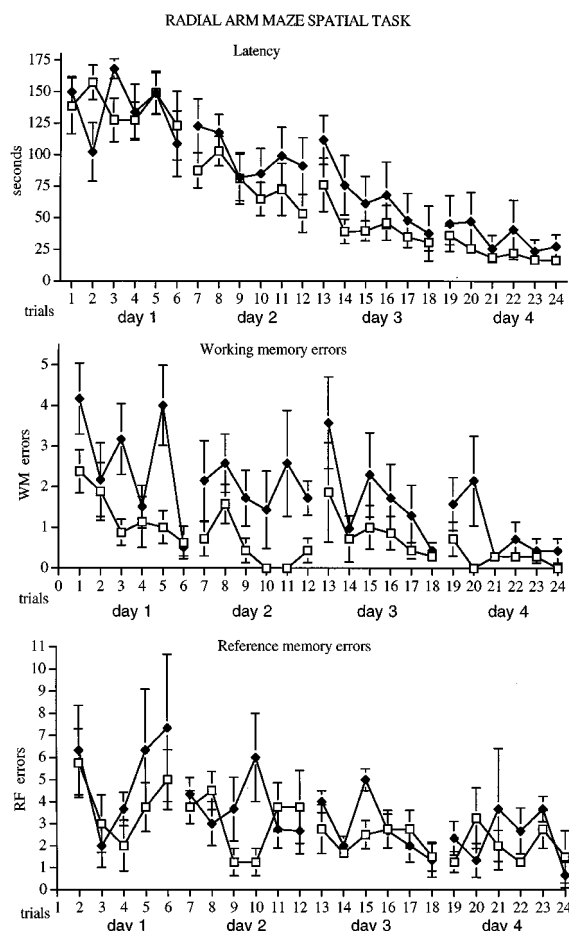 RADIAL ARM MAZE SPATIAL TASK
Latency
175
150
125
100
75
50
25
0
seconds
1 2 3 4 5 6 7 8 9 10 11 12 13 14 15 16 17 18 19 20 21 22 23 24
trials
day 1 day 2 day 3 day 4
Working memory errors
5
4
3
2
1
0
WM errors
0 1 2 3 4 5 6 7 8 9 10 11 12 13 14 15 16 17 18 19 20 21 22 23 24
trials
day 1 day 2 day 3 day 4
Reference memory errors
11
10
9
8
7
6
5
4
3
2
1
0
RF errors
1 2 3 4 5 6 7 8 9 10 11 12 13 14 15 16 17 18 19 20 21 22 23 24
trials
day 1 day 2 day 3 day 4